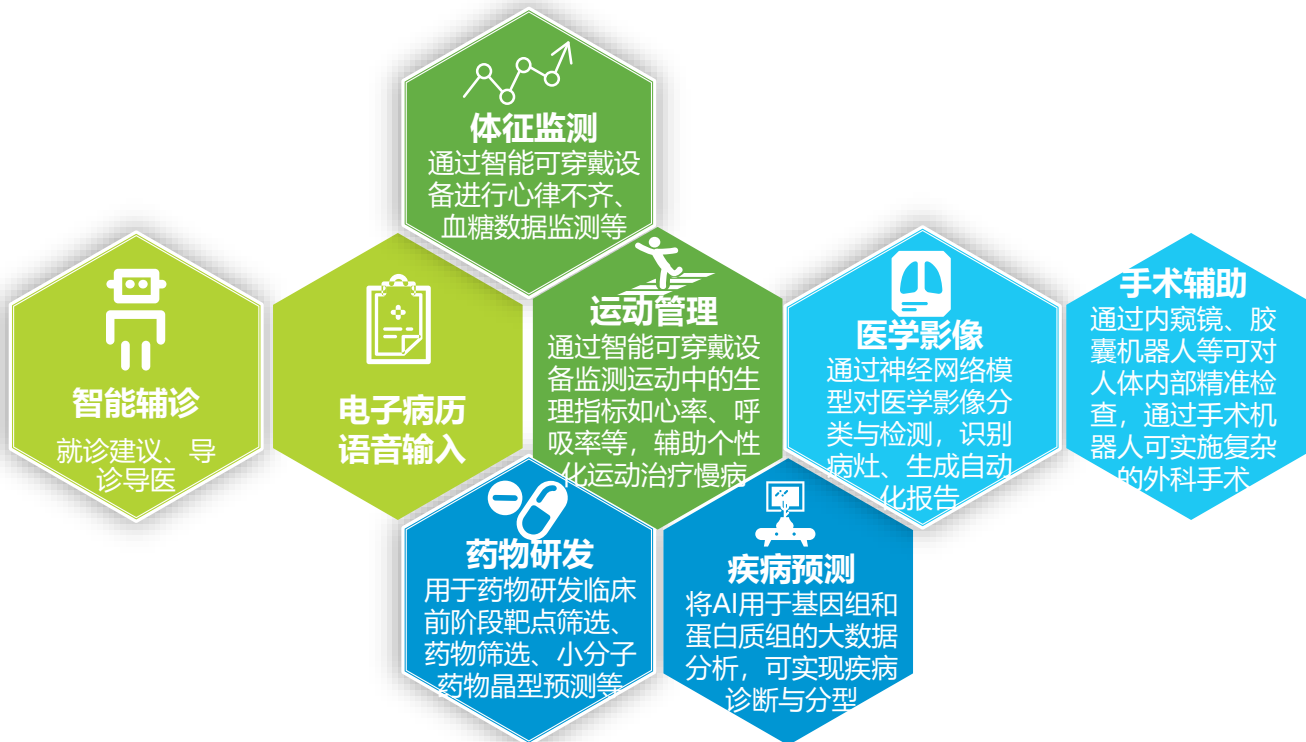 体征监测
通过智能可穿戴设
备进行心律不齐、
血糖数据监测等
智能辅诊
就诊建议、导
诊导医
电子病历
语音输入
运动管理
通过智能可穿戴设
备监测运动中的生
理指标如心率、呼
吸率等，辅助个性
化运动治疗慢病
医学影像
通过神经网络模
型对医学影像分
类与检测，识别
病灶、生成自动
化报告
手术辅助
通过内窥镜、胶
囊机器人等可对
人体内部精准检
查，通过手术机
器人可实施复杂
的外科手术
药物研发
用于药物研发临床
前阶段靶点筛选、
药物筛选、小分子
药物晶型预测等
疾病预测
将AI用于基因组和
蛋白质组的大数据
分析，可实现疾病
诊断与分型